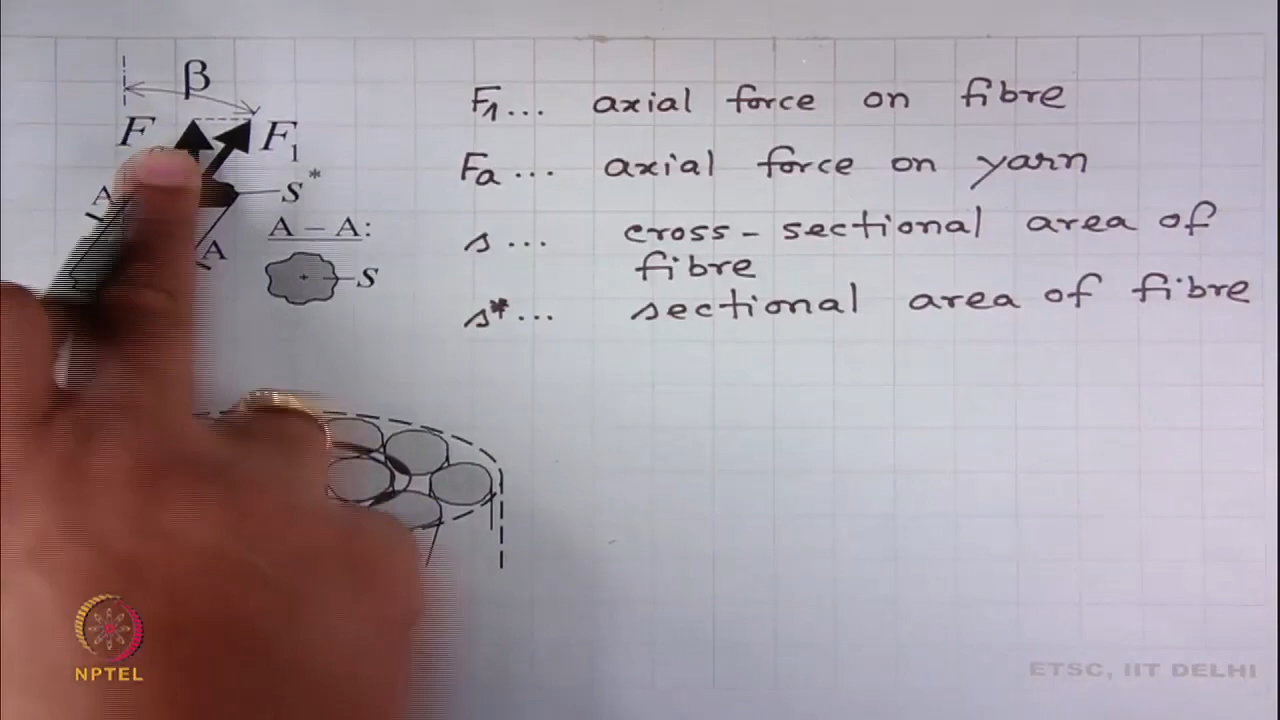 β
F
F₁
F₁... axial force on fibre
Fa... axial force on yarn
A
s*
A – A:
A
s
s... cross-sectional area of
fibre
s*... sectional area of fibre
NPTEL
ETSC, IIT DELHI